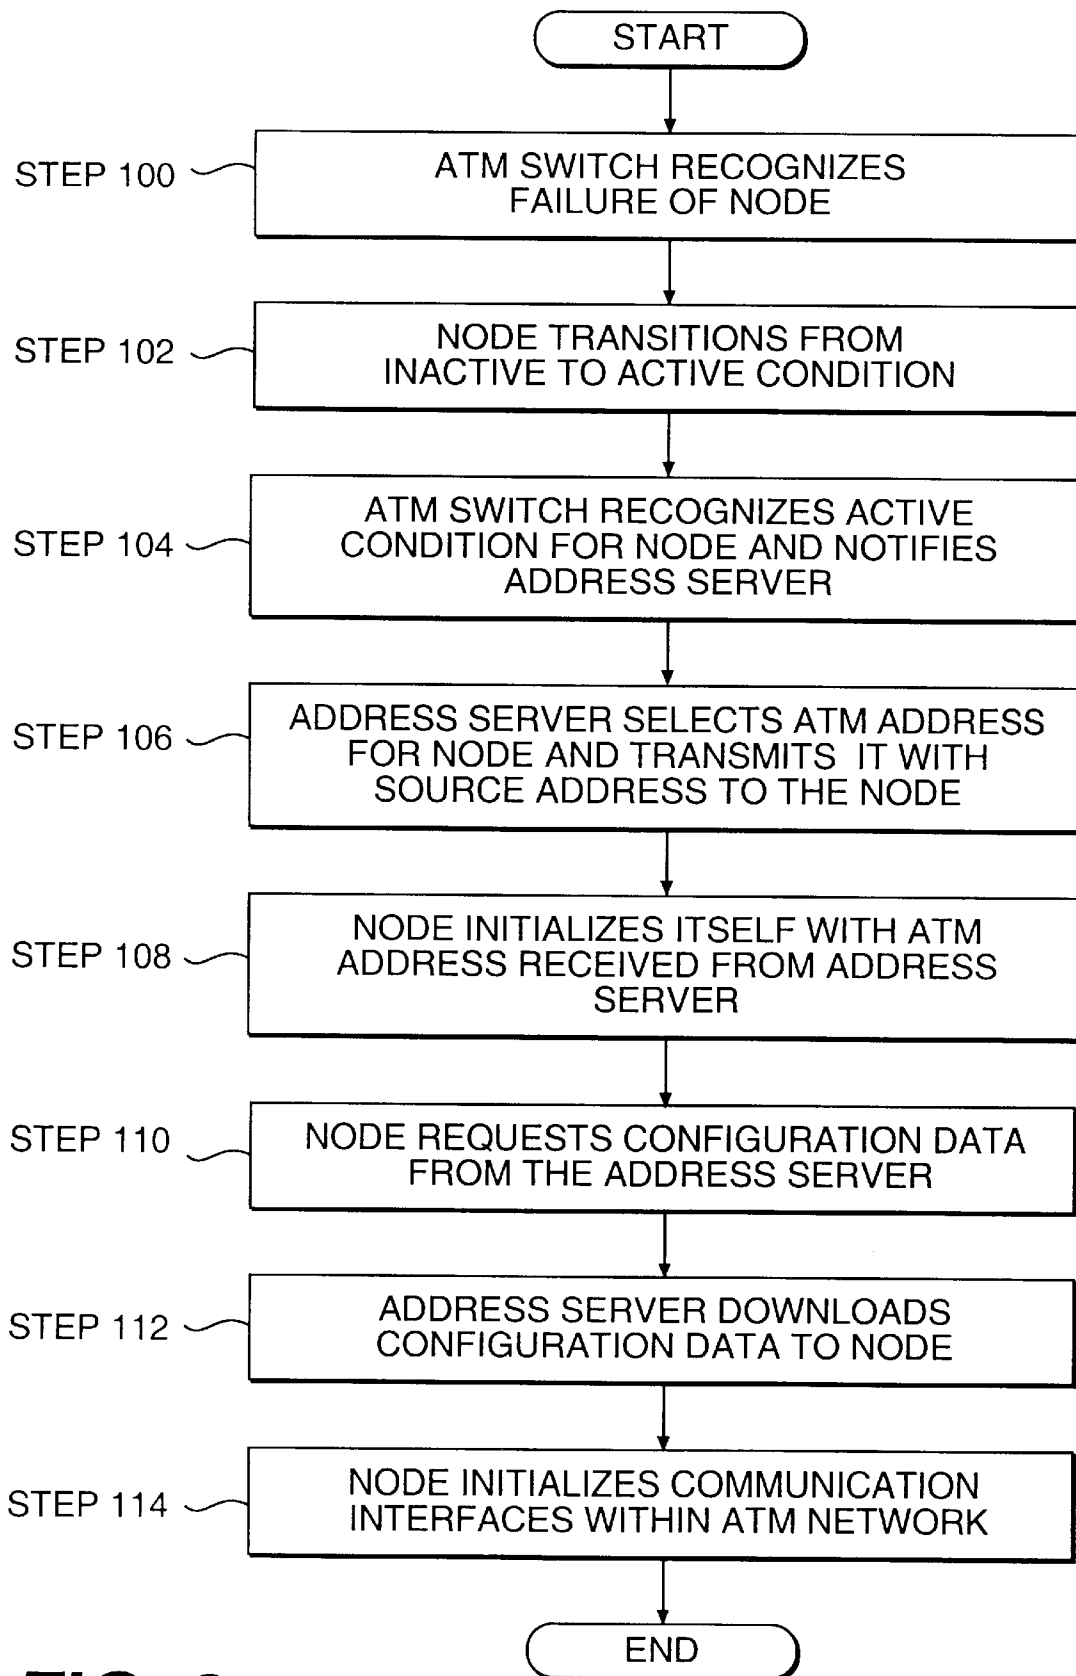 START
STEP 100
ATM SWITCH RECOGNIZES
FAILURE OF NODE
STEP 102
NODE TRANSITIONS FROM
INACTIVE TO ACTIVE CONDITION
STEP 104
ATM SWITCH RECOGNIZES ACTIVE
CONDITION FOR NODE AND NOTIFIES
ADDRESS SERVER
STEP 106
ADDRESS SERVER SELECTS ATM ADDRESS
FOR NODE AND TRANSMITS IT WITH
SOURCE ADDRESS TO THE NODE
STEP 108
NODE INITIALIZES ITSELF WITH ATM
ADDRESS RECEIVED FROM ADDRESS
SERVER
STEP 110
NODE REQUESTS CONFIGURATION DATA
FROM THE ADDRESS SERVER
STEP 112
ADDRESS SERVER DOWNLOADS
CONFIGURATION DATA TO NODE
STEP 114
NODE INITIALIZES COMMUNICATION
INTERFACES WITHIN ATM NETWORK
END
FIG.